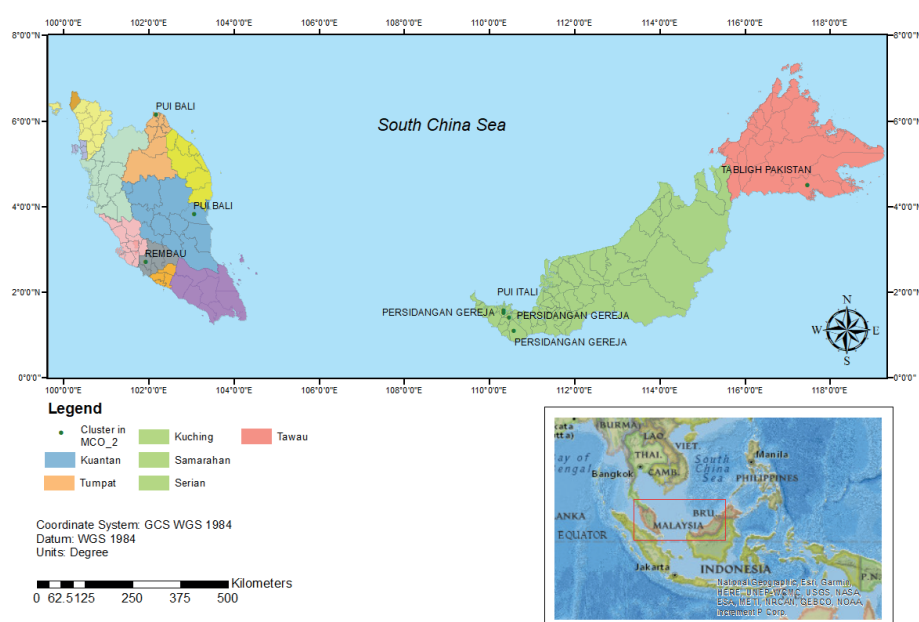 100°0'0"E 102°0'0"E 104°0'0"E 106°0'0"E 108°0'0"E 110°0'0"E 112°0'0"E 114°0'0"E 116°0'0"E 118°0'0"E
8°0'0"N 8°0'0"N
PUI BALI
South China Sea
6°0'0"N 6°0'0"N
TABLIGH PAKISTAN
4°0'0"N 4°0'0"N
PUI BALI
REMBAU
2°0'0"N 2°0'0"N
PUI ITALI
PERSIDANGAN GEREJA
PERSIDANGAN GEREJA
PERSIDANGAN GEREJA
N
W E
S
0°0'0" 0°0'0"
100°0'0"E 102°0'0"E 104°0'0"E 106°0'0"E 108°0'0"E 110°0'0"E 112°0'0"E 114°0'0"E 116°0'0"E 118°0'0"E
Legend
Cluster in
MCO_2
Kuantan
Tumpat
Kuching
Samarahan
Serian
Tawau
Coordinate System: GCS WGS 1984
Datum: WGS 1984
Units: Degree
Kilometers
0 62.5 125 250 375 500
BURMA
LAO
THAI.
VIET.
Bangkok
CAMB.
South
China
Sea
Manila
PHILIPPINES
ay of
engal
ANKA
EQUATOR
BRU.
MALAYSIA
Jakarta
INDONESIA
P.N.
National Geographic, Esri, Garmin,
HERE, UNEP-WCMC, USGS, NASA,
ESA, METI, NRCAN, GEBCO, NOAA,
Increment P Corp.